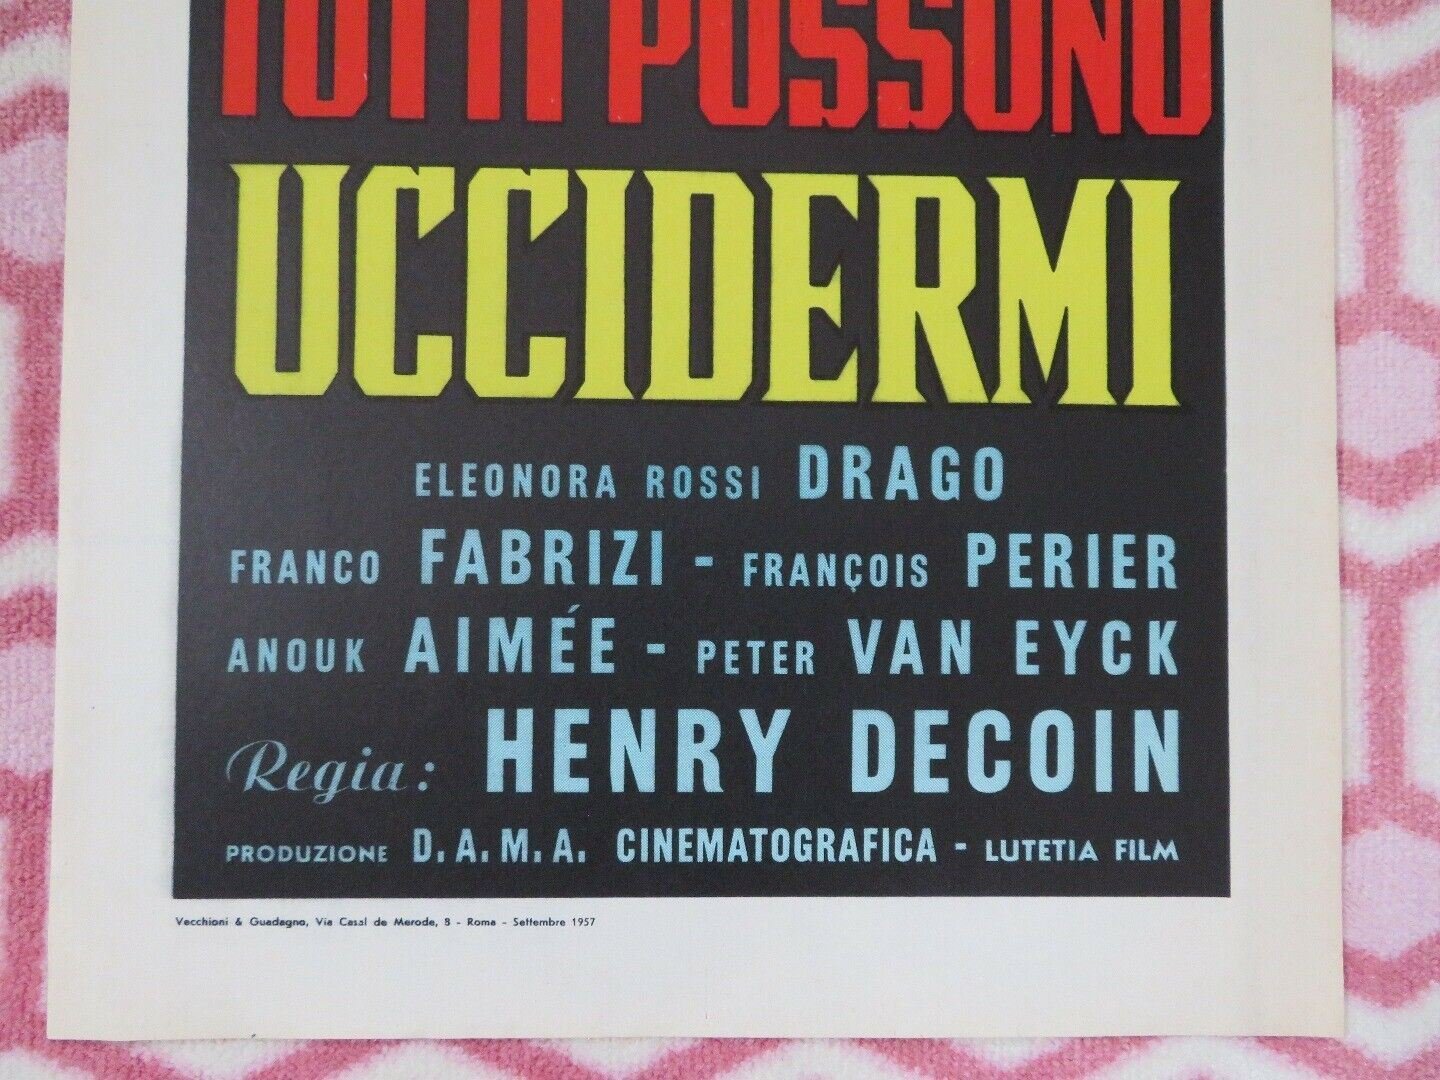 TUTTI POSSONO
UCCIDERMI
ELEONORA ROSSI DRAGO
FRANCO FABRIZI - FRANÇOIS PERIER
ANOUK AIMÉE - PETER VAN EYCK
Regia: HENRY DECOIN
PRODUZIONE D.A.M.A. CINEMATOGRAFICA - LUTETIA FILM
Vecchioni & Guadagno, Via Casal de Merode, 8 - Roma - Settembre 1957